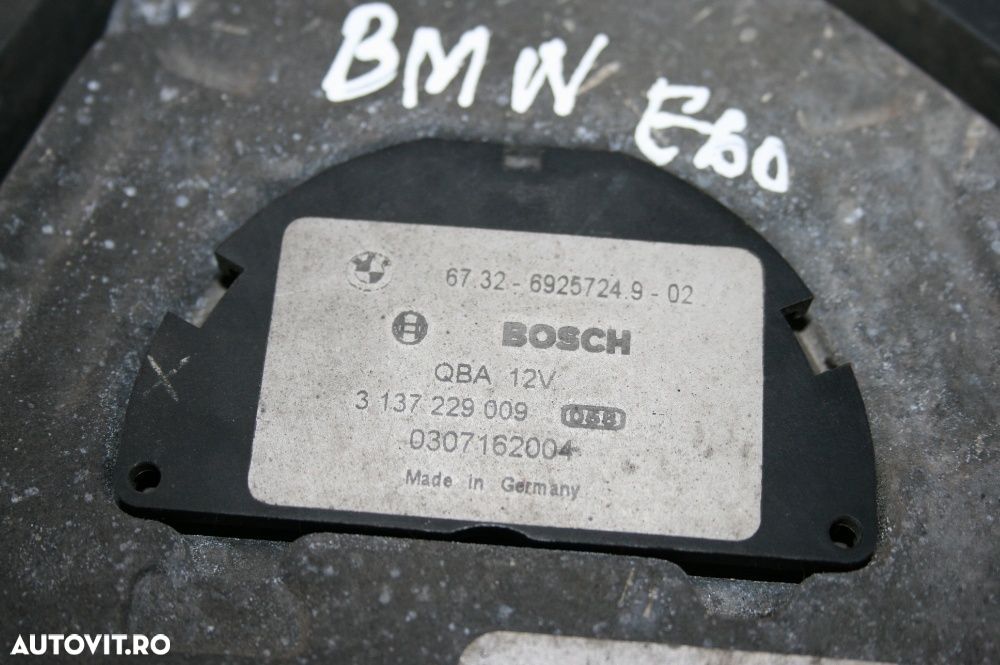 BMW E60
67.32 - 6925724.9 - 02
BOSCH
QBA 12V
3 137 229 009
0307162004
Made in Germany
AUTOVIT.RO